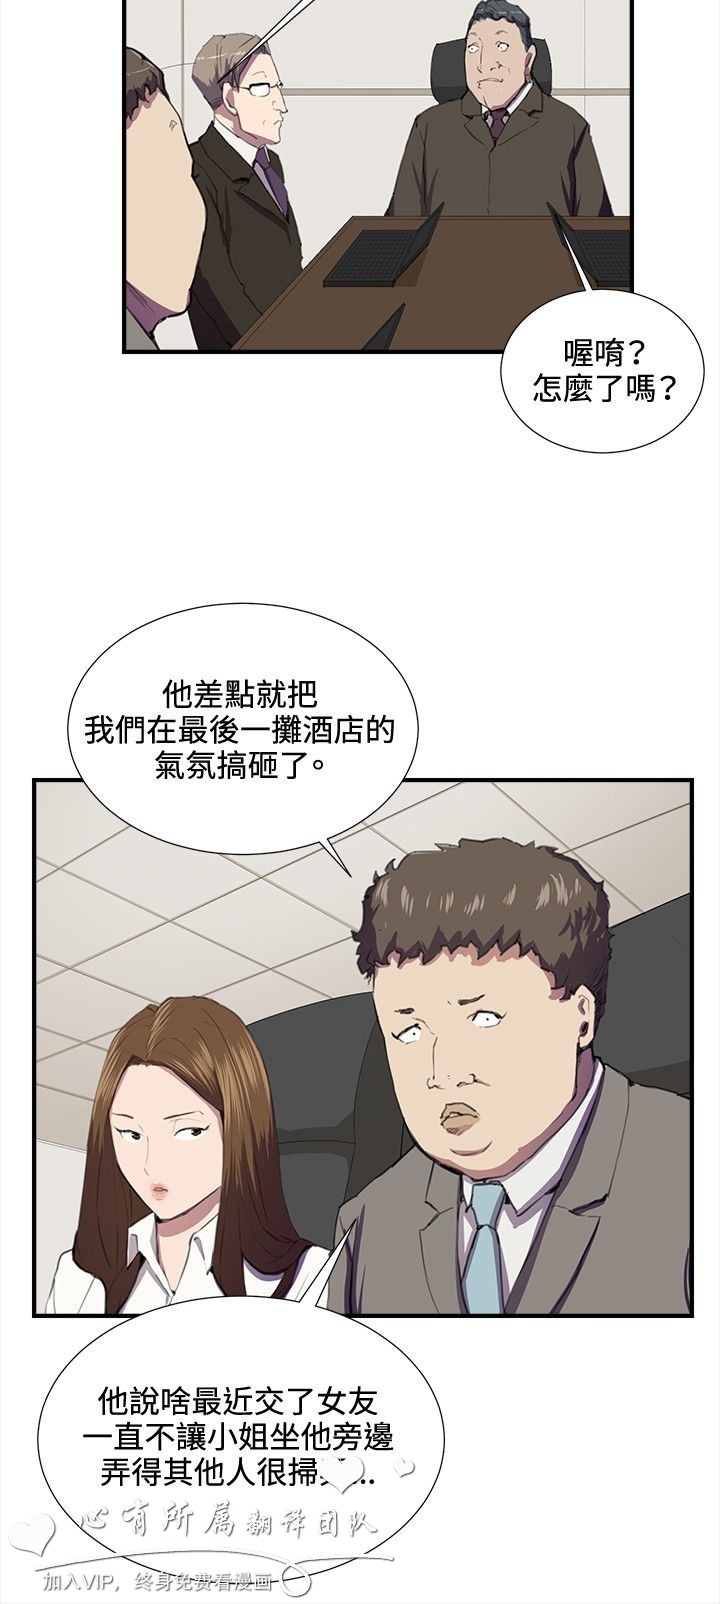 喔唷?
怎麼了嗎?
他差點就把
我們在最後一攤酒店的
氣氛搞砸了。
他說啥最近交了女友
一直不讓小姐坐他旁邊
弄得其他人很掃...
心有所属翻译团队
加入VIP，终身免费看漫画